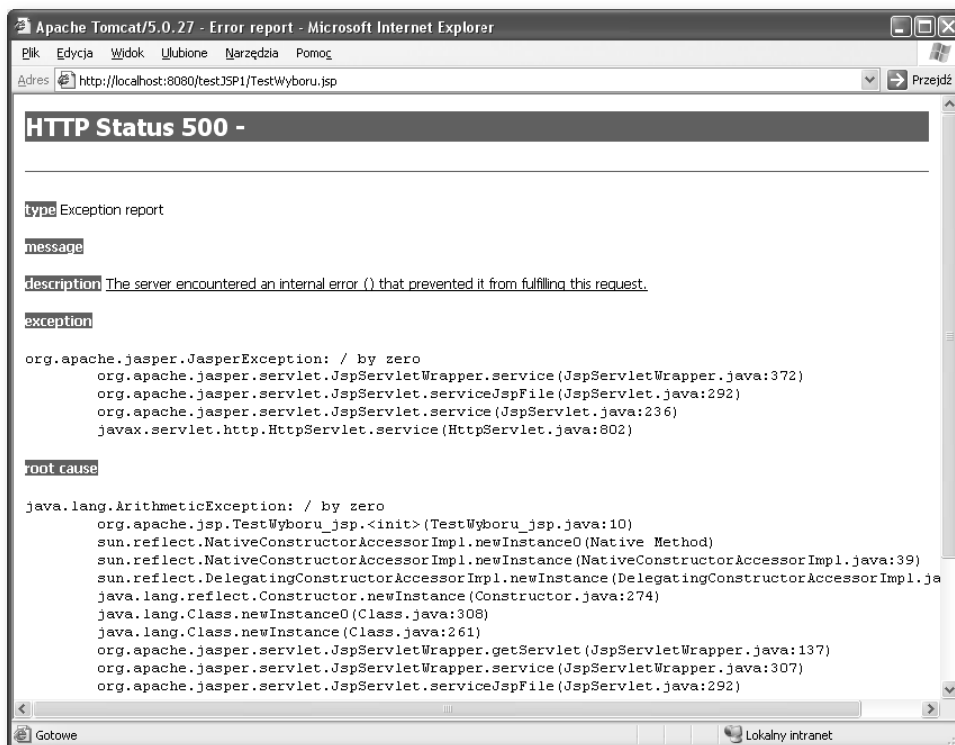 Apache Tomcat/5.0.27 - Error report - Microsoft Internet Explorer
Plik Edycja Widok Ulubione Narzędzia Pomoc
Adres http://localhost:8080/testJSP1/TestWyboru.jsp Przejdź
HTTP Status 500 -
type Exception report
message
description The server encountered an internal error () that prevented it from fulfilling this request.
exception
org.apache.jasper.JasperException: / by zero
org.apache.jasper.servlet.JspServletWrapper.service(JspServletWrapper.java:372)
org.apache.jasper.servlet.JspServlet.serviceJspFile(JspServlet.java:292)
org.apache.jasper.servlet.JspServlet.service(JspServlet.java:236)
javax.servlet.http.HttpServlet.service(HttpServlet.java:802)
root cause
java.lang.ArithmeticException: / by zero
org.apache.jsp.TestWyboru_jsp.<init>(TestWyboru_jsp.java:10)
sun.reflect.NativeConstructorAccessorImpl.newInstance0(Native Method)
sun.reflect.NativeConstructorAccessorImpl.newInstance(NativeConstructorAccessorImpl.java:39)
sun.reflect.DelegatingConstructorAccessorImpl.newInstance(DelegatingConstructorAccessorImpl.ja
java.lang.reflect.Constructor.newInstance(Constructor.java:274)
java.lang.Class.newInstance0(Class.java:308)
java.lang.Class.newInstance(Class.java:261)
org.apache.jasper.servlet.JspServletWrapper.getServlet(JspServletWrapper.java:137)
org.apache.jasper.servlet.JspServletWrapper.service(JspServletWrapper.java:307)
org.apache.jasper.servlet.JspServlet.serviceJspFile(JspServlet.java:292)
Gotowe Lokalny intranet